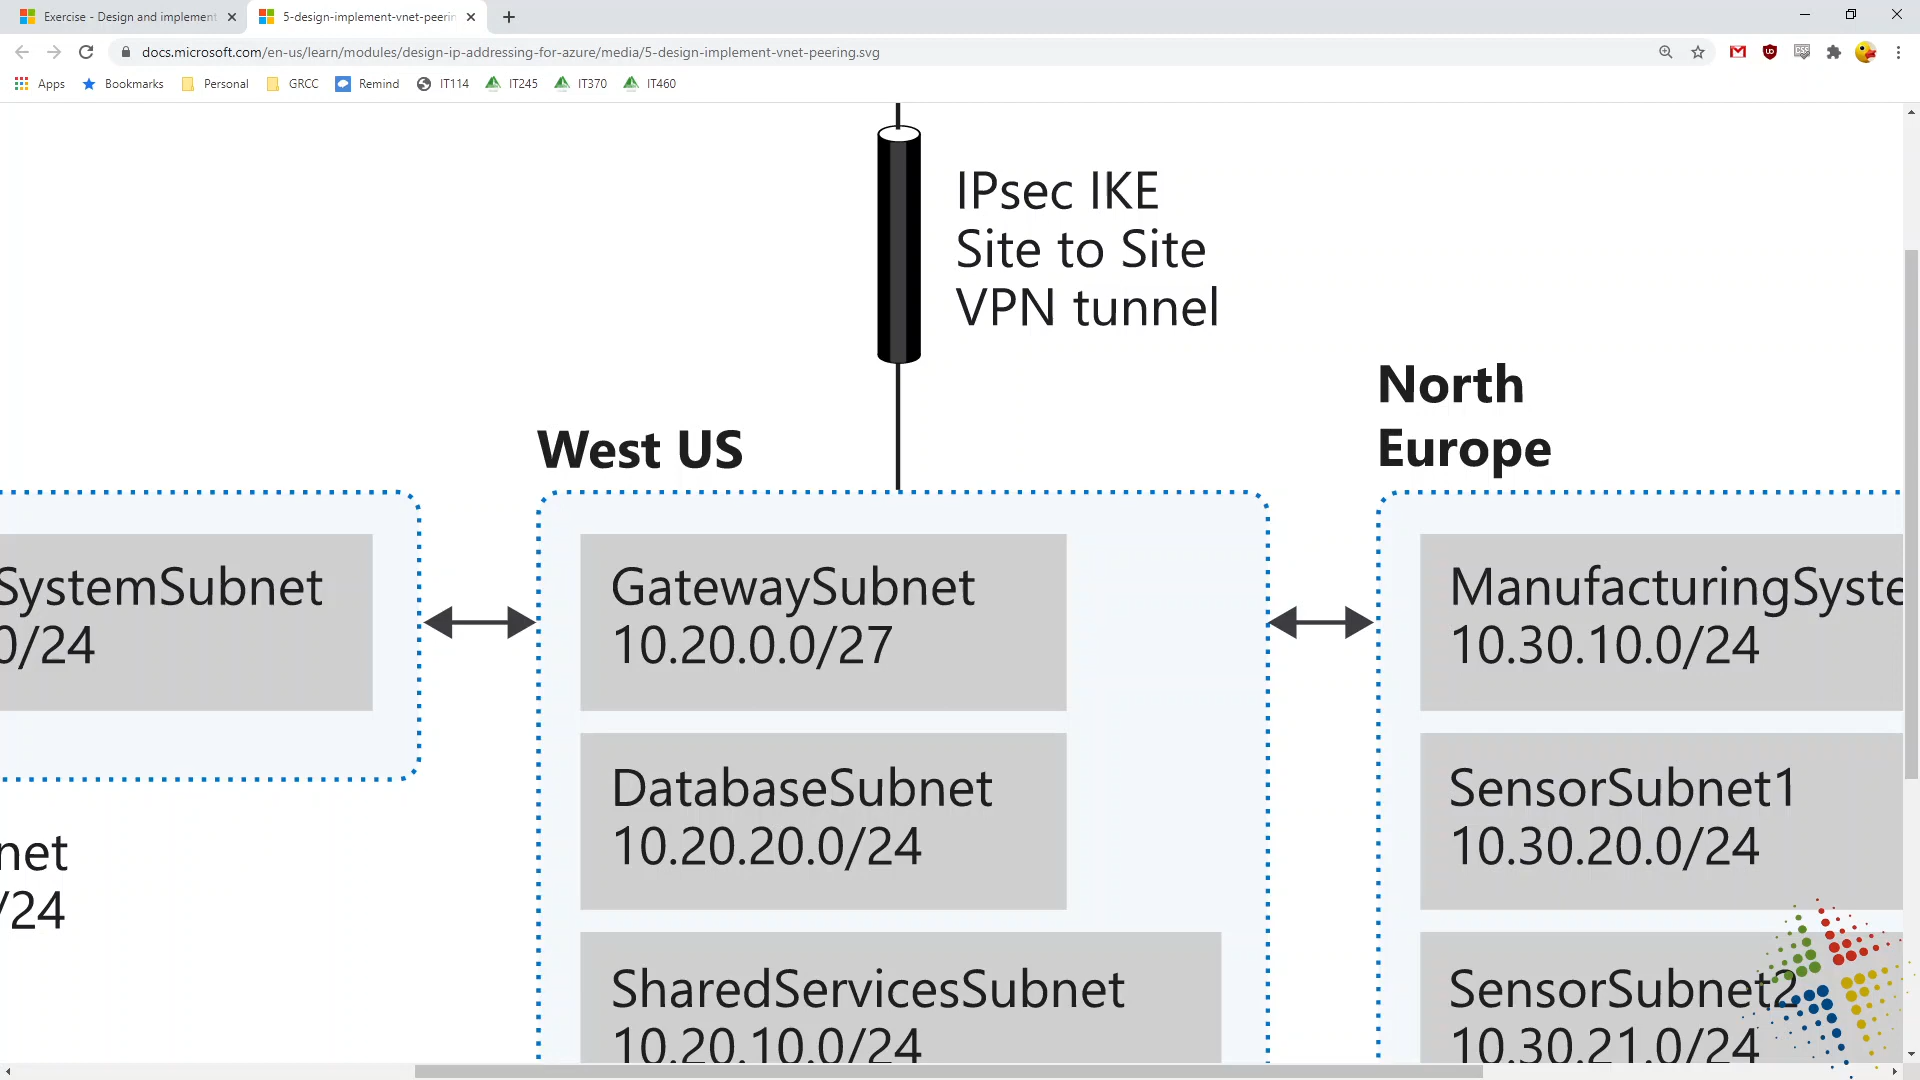 Exercise - Design and implement
5-design-implement-vnet-peerin
docs.microsoft.com/en-us/learn/modules/design-ip-addressing-for-azure/media/5-design-implement-vnet-peering.svg
Apps
Bookmarks
Personal
GRCC
Remind
IT114
IT245
IT370
IT460
IPsec IKE
Site to Site
VPN tunnel
North
Europe
West US
SystemSubnet
0/24
GatewaySubnet
10.20.0.0/27
ManufacturingSyste
10.30.10.0/24
DatabaseSubnet
10.20.20.0/24
SensorSubnet1
10.30.20.0/24
net
/24
SharedServicesSubnet
10.20.10.0/24
SensorSubnet2
10.30.21.0/24